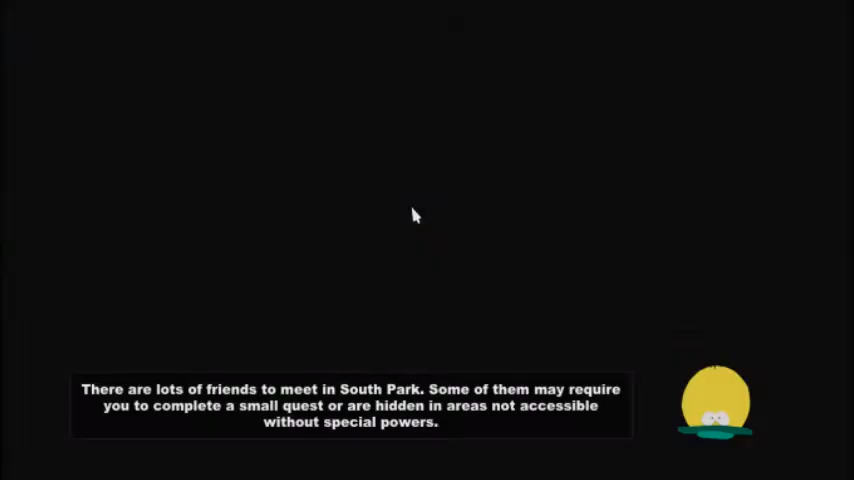 There are lots of friends to meet in South Park. Some of them may require
you to complete a small quest or are hidden in areas not accessible
without special powers.